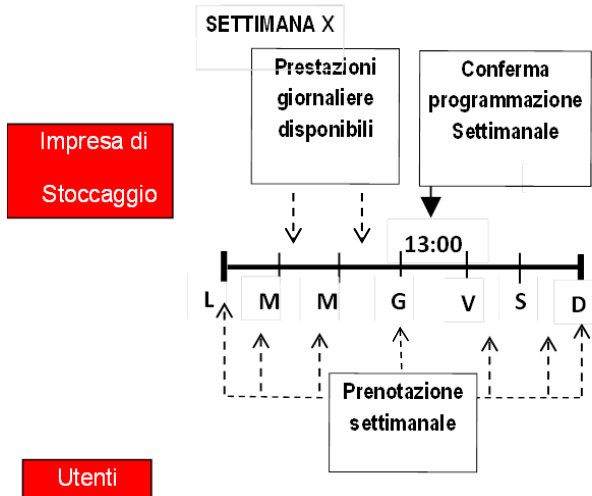 SETTIMANA X
Prestazioni
giornaliere
disponibili
Conferma
programmazione
Settimanale
Impresa di
Stoccaggio
13:00
L M M G V S D
Prenotazione
settimanale
Utenti